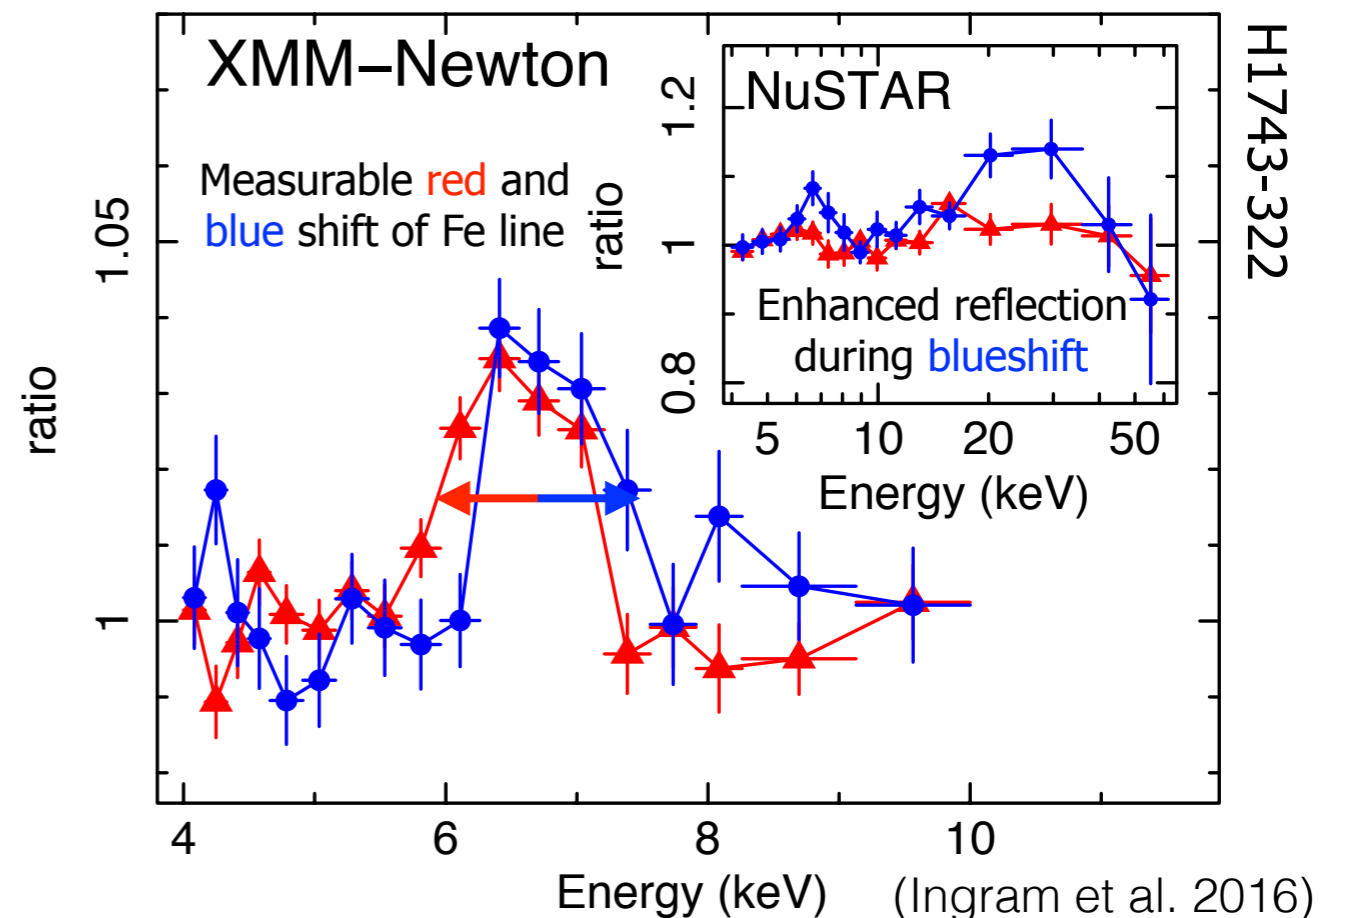 XMM−Newton
Measurable red and
blue shift of Fe line
ratio
1.05
1
4
6
8
10
Energy (keV)
NuSTAR
ratio
1.2
1
0.8
Enhanced reflection
during blueshift
5
10
20
50
Energy (keV)
H1743-322
(Ingram et al. 2016)